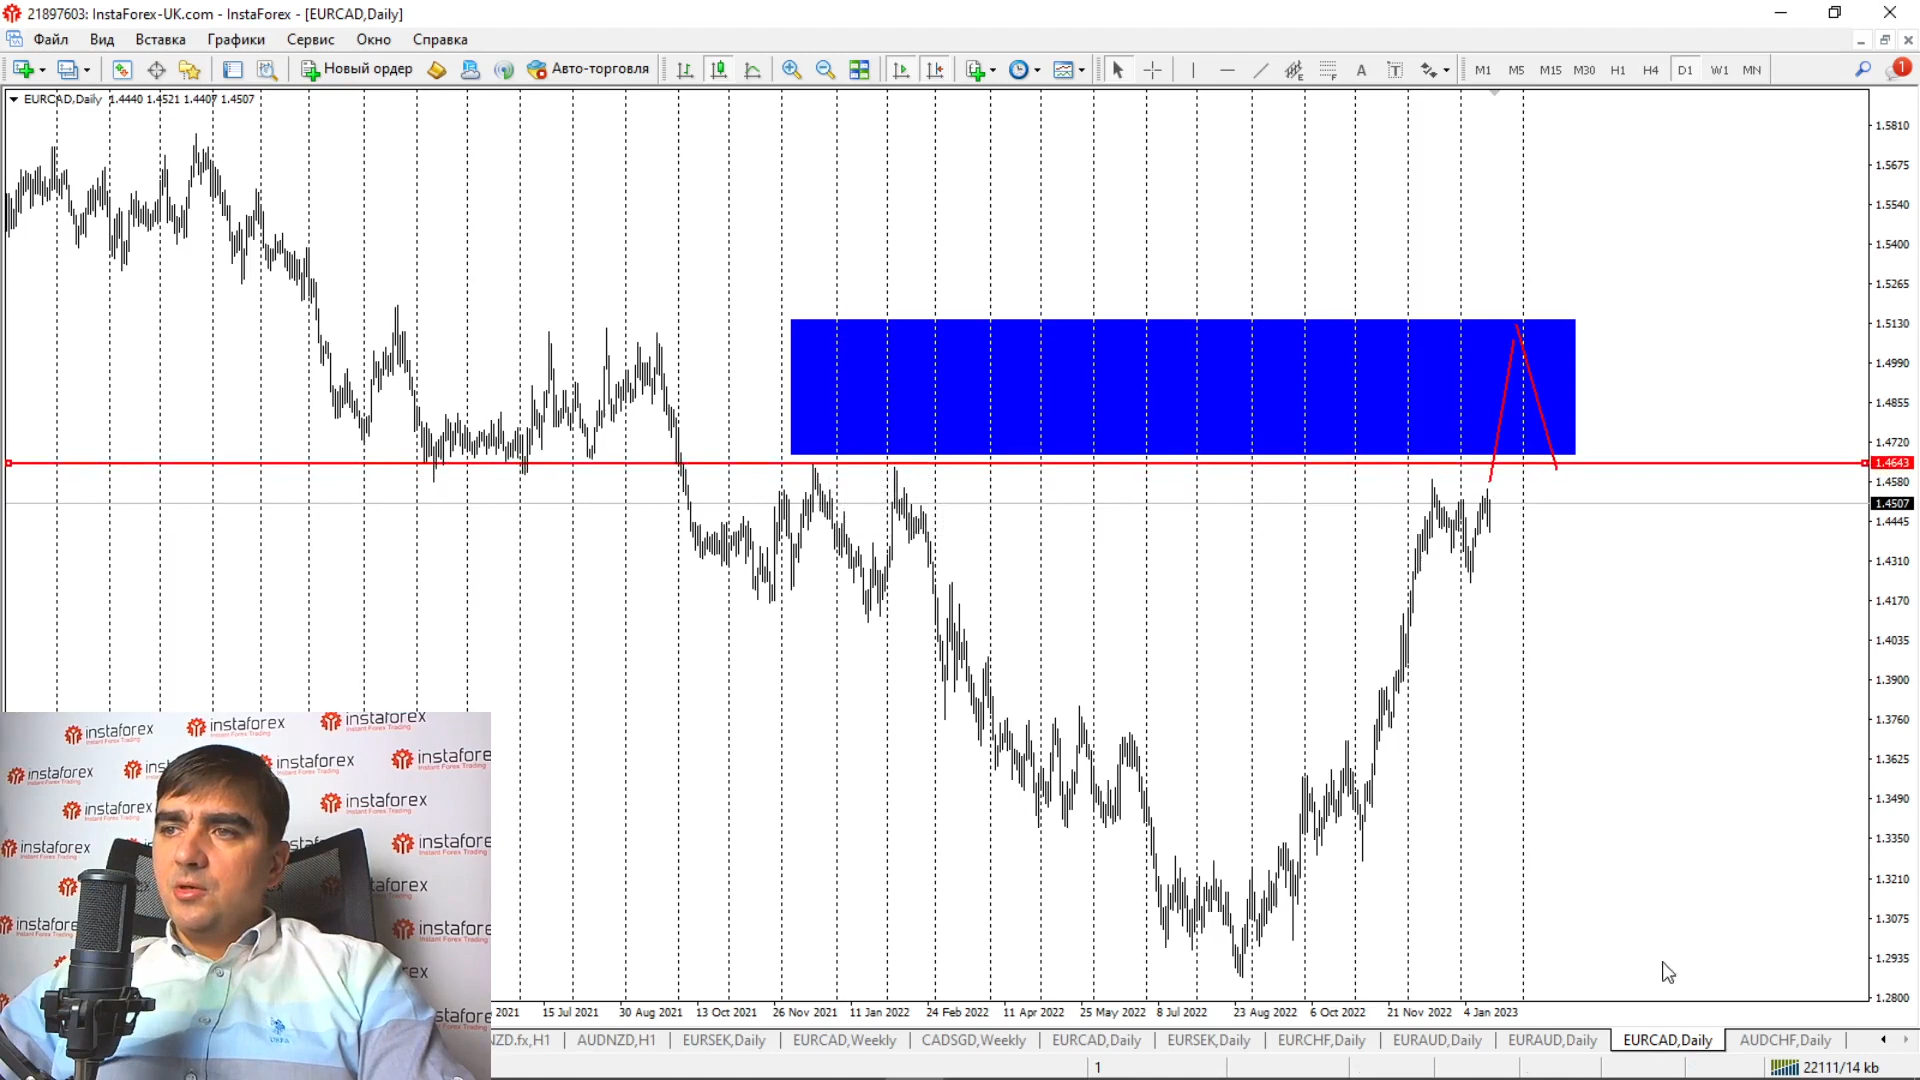 21897603: InstaForex-UK.com - InstaForex - [EURCAD,Daily]
Файл Вид Вставка Графики Сервис Окно Справка
Новый ордер Авто-торговля A T M1 M5 M15 M30 H1 H4 D1 W1 MN 1
EURCAD,Daily 1.4440 1.4521 1.4407 1.4507
1.5810
1.5675
1.5540
1.5400
1.5265
1.5130
1.4990
1.4855
1.4720
1.4643
1.4580
1.4507
1.4445
1.4310
1.4170
1.4035
1.3900
1.3760
1.3625
1.3490
1.3350
1.3210
1.3075
1.2935
1.2800
instaforex
Instant Forex Trading
2021 15 Jul 2021 30 Aug 2021 13 Oct 2021 26 Nov 2021 11 Jan 2022 24 Feb 2022 11 Apr 2022 25 May 2022 8 Jul 2022 23 Aug 2022 6 Oct 2022 21 Nov 2022 4 Jan 2023
NZD.fx,H1 AUDNZD,H1 EURSEK,Daily EURCAD,Weekly CADSGD,Weekly EURCAD,Daily EURSEK,Daily EURCHF,Daily EURAUD,Daily EURAUD,Daily EURCAD,Daily AUDCHF,Daily
1 22111/14 kb